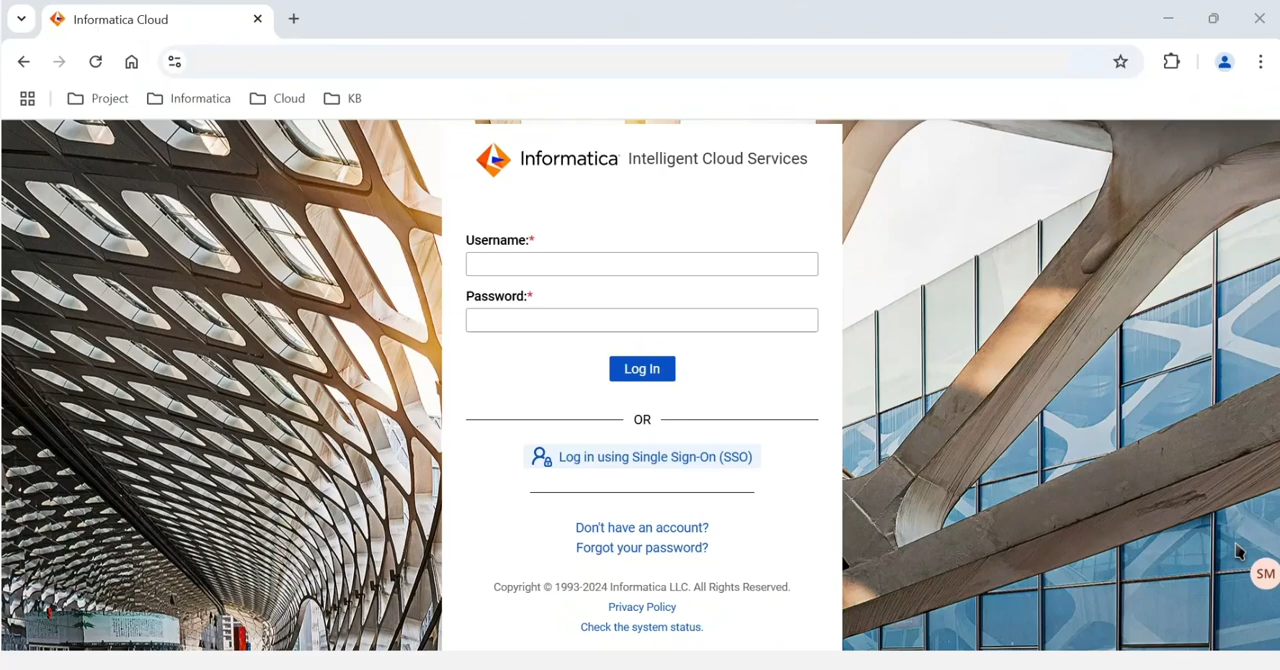 Informatica Cloud
Project Informatica Cloud KB
Informatica Intelligent Cloud Services
Username:*
Password:*
Log In
OR
Log in using Single Sign-On (SSO)
Don't have an account?
Forgot your password?
Copyright © 1993-2024 Informatica LLC. All Rights Reserved.
SM
Privacy Policy
Check the system status.